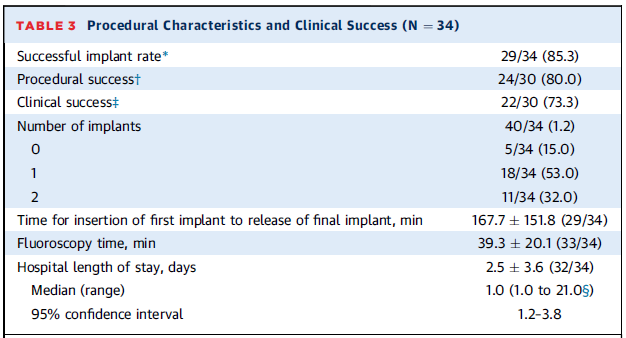 TABLE 3 Procedural Characteristics and Clinical Success (N = 34)
Successful implant rate* 29/34 (85.3)
Procedural success† 24/30 (80.0)
Clinical success‡ 22/30 (73.3)
Number of implants 40/34 (1.2)
0 5/34 (15.0)
1 18/34 (53.0)
2 11/34 (32.0)
Time for insertion of first implant to release of final implant, min 167.7 ± 151.8 (29/34)
Fluoroscopy time, min 39.3 ± 20.1 (33/34)
Hospital length of stay, days 2.5 ± 3.6 (32/34)
Median (range) 1.0 (1.0 to 21.0§)
95% confidence interval 1.2-3.8